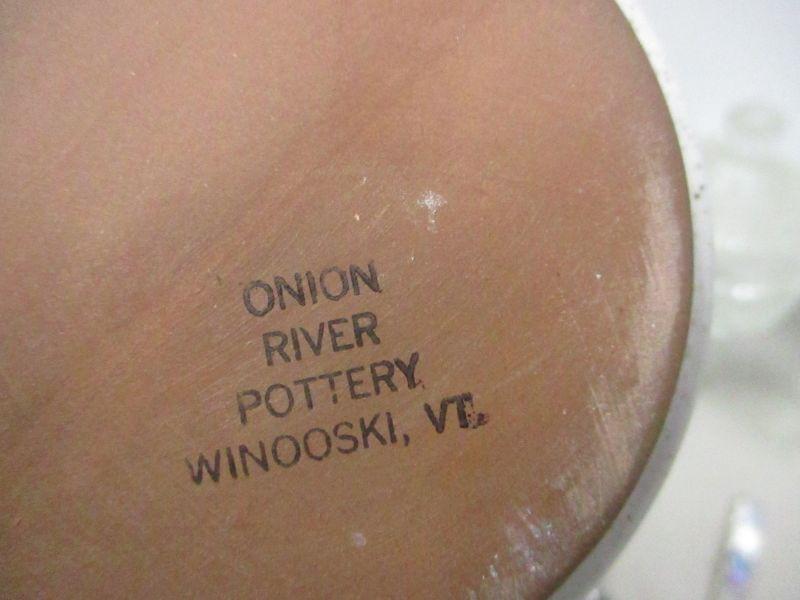 ONION
RIVER
POTTERY
WINOOSKI, VT.